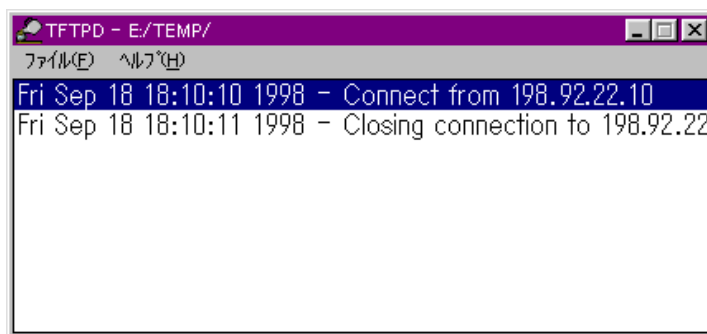 TFTPD - E:/TEMP/
ﾌｧｲﾙ(F) ﾍﾙﾌﾟ(H)
Fri Sep 18 18:10:10 1998 - Connect from 198.92.22.10
Fri Sep 18 18:10:11 1998 - Closing connection to 198.92.22